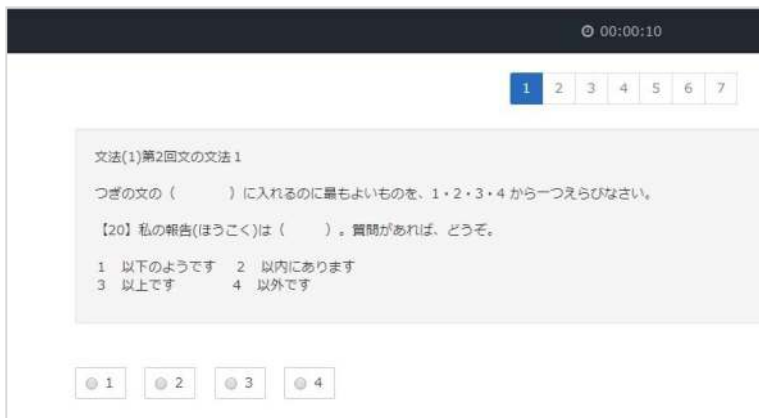 00:00:10
1 2 3 4 5 6 7
文法(1)第2回文の文法1
つぎの文の（　　　）に入れるのに最もよいものを、1・2・3・4 から一つえらびなさい。
【20】私の報告(ほうこく)は（　　　）。質問があれば、どうぞ。
1　以下のようです　2　以内にあります
3　以上です　4　以外です
1 2 3 4